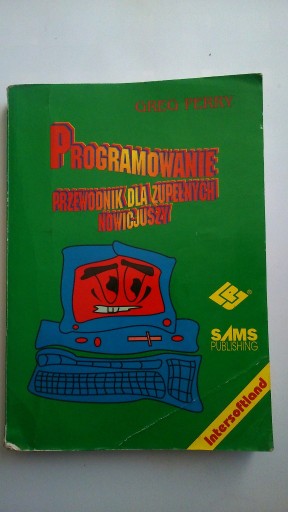 GREG PERRY
PROGRAMOWANIE
PRZEWODNIK DLA ZUPEŁNYCH
NOWICJUSZY
®
SAMS
PUBLISHING
Intersoftland